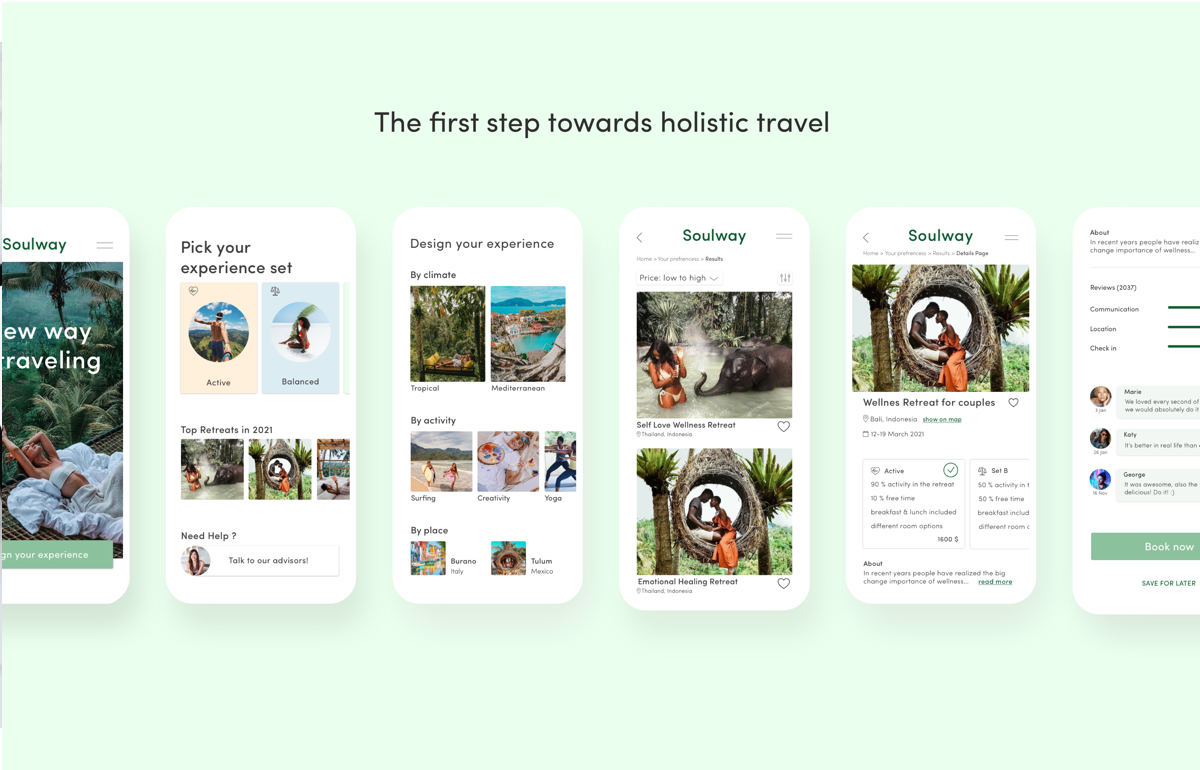 The first step towards holistic travel
Soulway
ew way
traveling
gn your experience
Pick your
experience set
Active
Balanced
Top Retreats in 2021
Need Help ?
Talk to our advisors!
Design your experience
By climate
Tropical
Mediterranean
By activity
Surfing
Creativity
Yoga
By place
Burano
Italy
Tulum
Mexico
Soulway
Home > Your prefrencess > Results
Price: low to high
Self Love Wellness Retreat
Thailand, Indonesia
Emotional Healing Retreat
Thailand, Indonesia
Soulway
Home > Your prefrencess > Results > Details Page
Wellnes Retreat for couples
Bali, Indonesia show on map
12-19 March 2021
Active
90 % activity in the retreat
10 % free time
breakfast & lunch included
different room options
1600 $
Set B
50 % activity in t
50 % free time
breakfast includ
different room o
About
In recent years people have realized the big
change importance of wellness... read more
About
In recent years people have realized
change importance of wellness...
Reviews (2037)
Communication
Location
Check in
Marie
We loved every second of
we would absolutely do it
3 Jan
Katy
It's better in real life than
26 Jan
George
It was awesome, also the
delicious! Do it! :)
16 Nov
Book now
SAVE FOR LATER